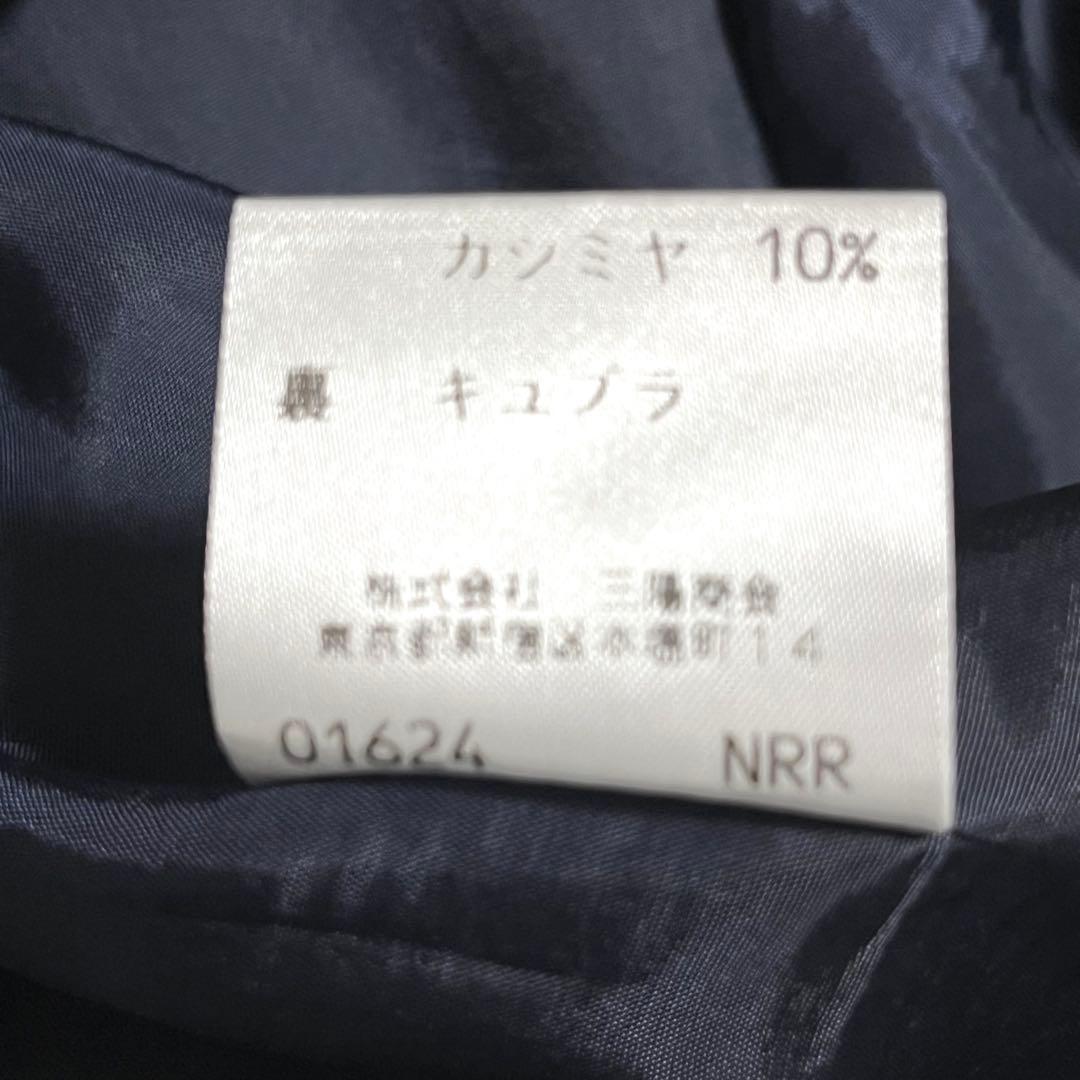 カシミヤ 10%
裏 キュプラ
株式会社 三陽商会
東京都新宿区本塩町14
01624 NRR